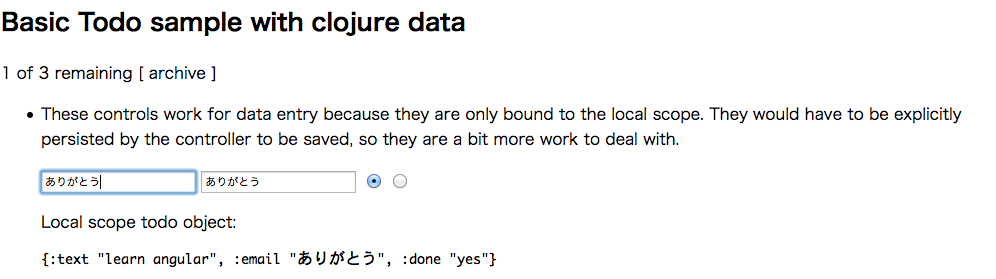 Basic Todo sample with clojure data
1 of 3 remaining [ archive ]
These controls work for data entry because they are only bound to the local scope. They would have to be explicitly
persisted by the controller to be saved, so they are a bit more work to deal with.
ありがとう ありがとう
Local scope todo object:
{:text "learn angular", :email "ありがとう", :done "yes"}